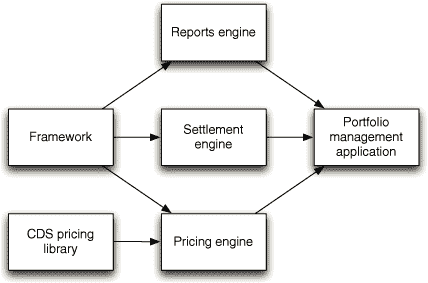 Reports engine
Framework
Settlement
engine
Portfolio
management
application
CDS pricing
library
Pricing engine